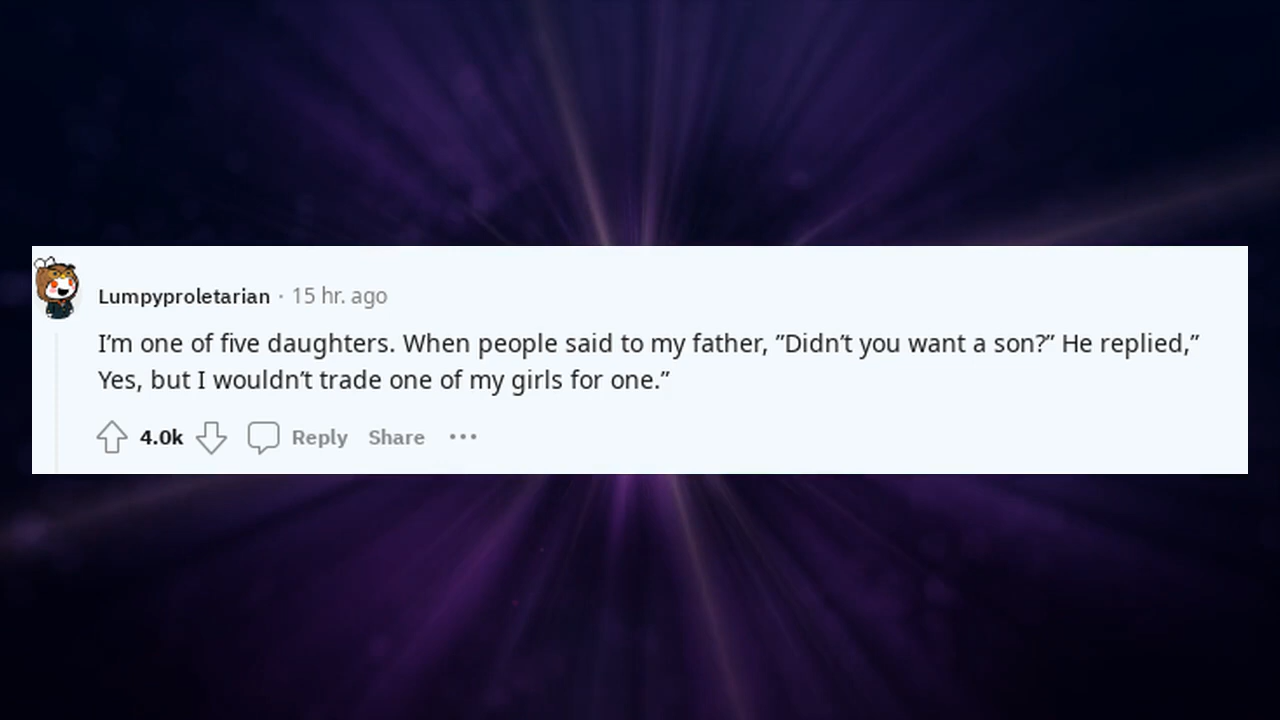 Lumpyproletarian · 15 hr. ago
I’m one of five daughters. When people said to my father, ”Didn’t you want a son?” He replied,”
Yes, but I wouldn’t trade one of my girls for one.”
4.0k Reply Share ...